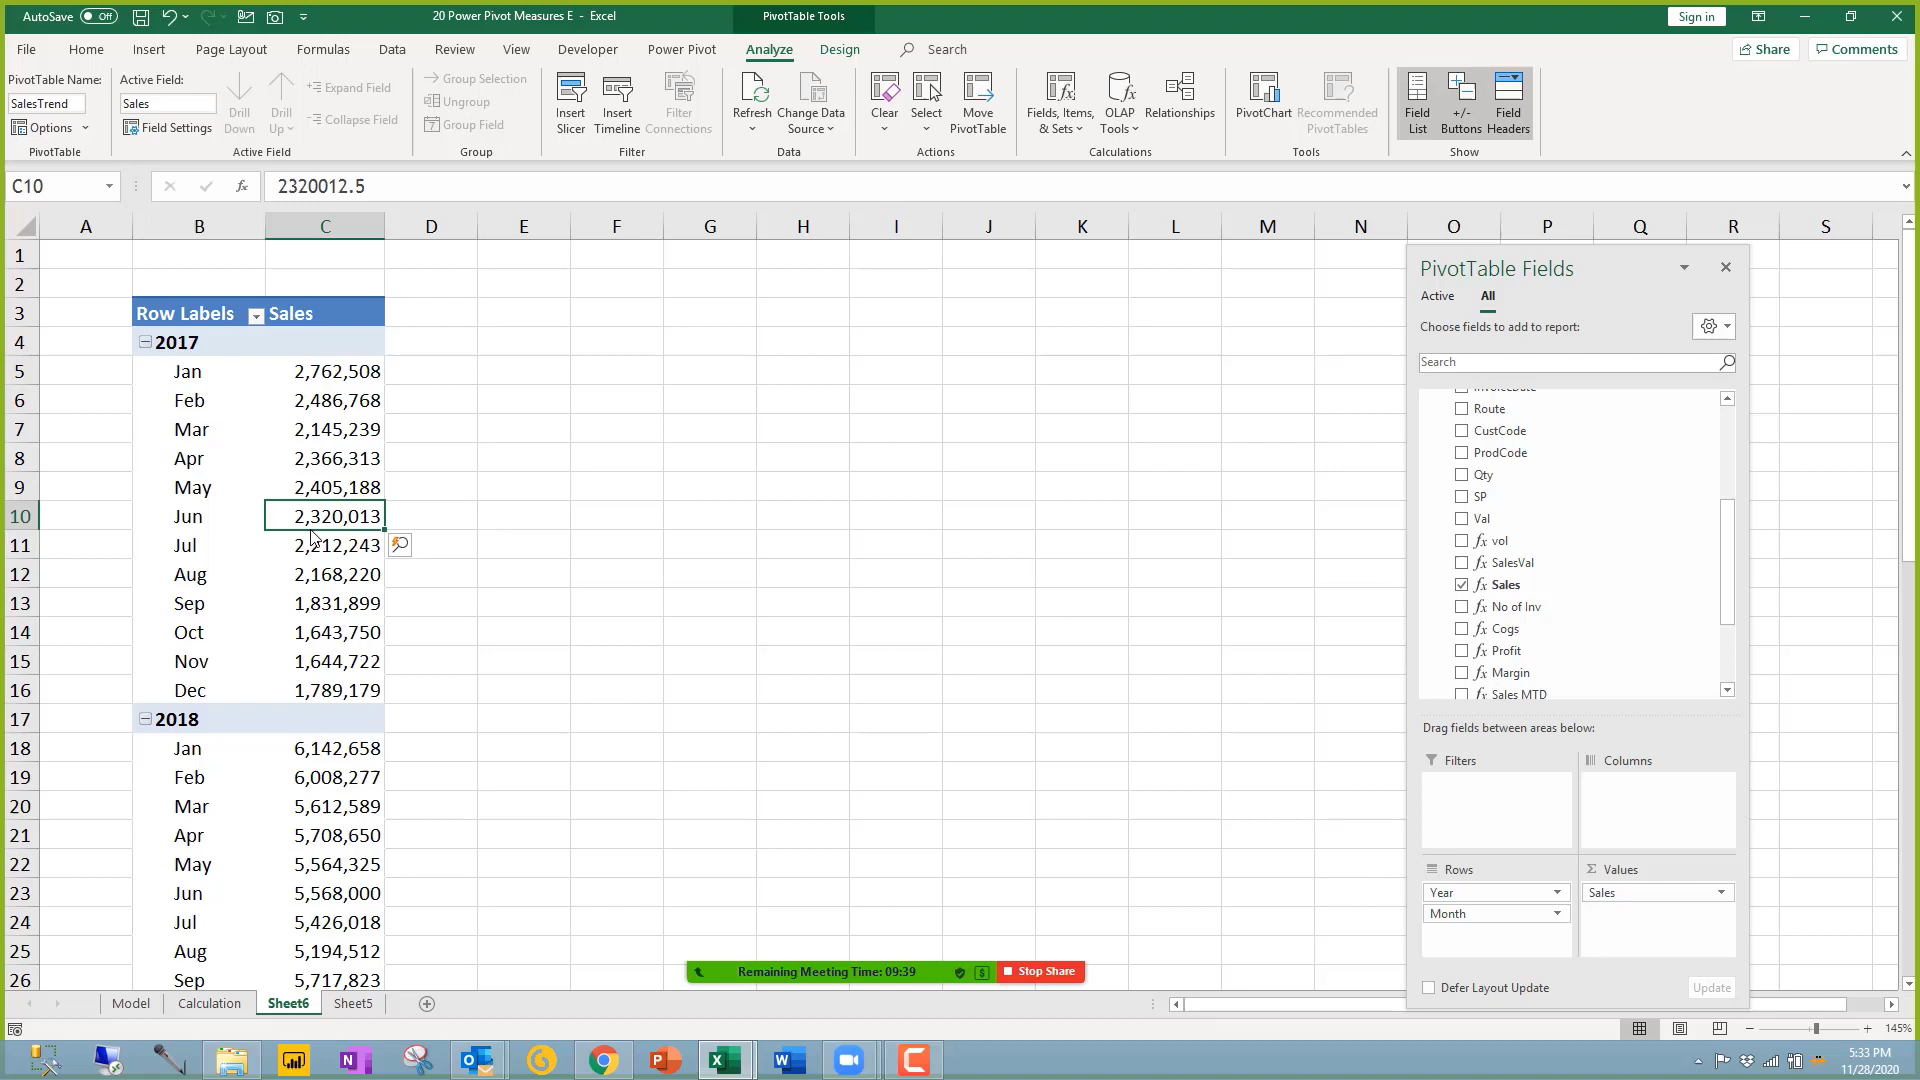 AutoSave Off
20 Power Pivot Measures E - Excel
PivotTable Tools
Sign in
File Home Insert Page Layout Formulas Data Review View Developer Power Pivot Analyze Design Search
Share Comments
PivotTable Name:
SalesTrend
Options
PivotTable
Active Field:
Sales
Field Settings
Drill Down
Drill Up
Expand Field
Collapse Field
Active Field
Group Selection
Ungroup
Group Field
Group
Insert Slicer
Insert Timeline
Filter Connections
Filter
Refresh
Change Data Source
Data
Clear
Select
Move PivotTable
Actions
Fields, Items, & Sets
OLAP Tools
Relationships
Calculations
PivotChart
Recommended PivotTables
Tools
Field List
+/- Buttons
Field Headers
Show
C10 fx 2320012.5
A B C D E F G H I J K L M N O P Q R S
1
2
3 Row Labels Sales
4 2017
5 Jan 2,762,508
6 Feb 2,486,768
7 Mar 2,145,239
8 Apr 2,366,313
9 May 2,405,188
10 Jun 2,320,013
11 Jul 2,212,243
12 Aug 2,168,220
13 Sep 1,831,899
14 Oct 1,643,750
15 Nov 1,644,722
16 Dec 1,789,179
17 2018
18 Jan 6,142,658
19 Feb 6,008,277
20 Mar 5,612,589
21 Apr 5,708,650
22 May 5,564,325
23 Jun 5,568,000
24 Jul 5,426,018
25 Aug 5,194,512
26 Sep 5,717,823
PivotTable Fields
Active All
Choose fields to add to report:
Search
InvoiceDate
Route
CustCode
ProdCode
Qty
SP
Val
fx vol
fx SalesVal
fx Sales
fx No of Inv
fx Cogs
fx Profit
fx Margin
fx Sales MTD
Drag fields between areas below:
Filters
Columns
Rows
Year
Month
Values
Sales
Defer Layout Update
Update
Remaining Meeting Time: 09:39
Stop Share
Model Calculation Sheet6 Sheet5
145%
5:33 PM
11/28/2020